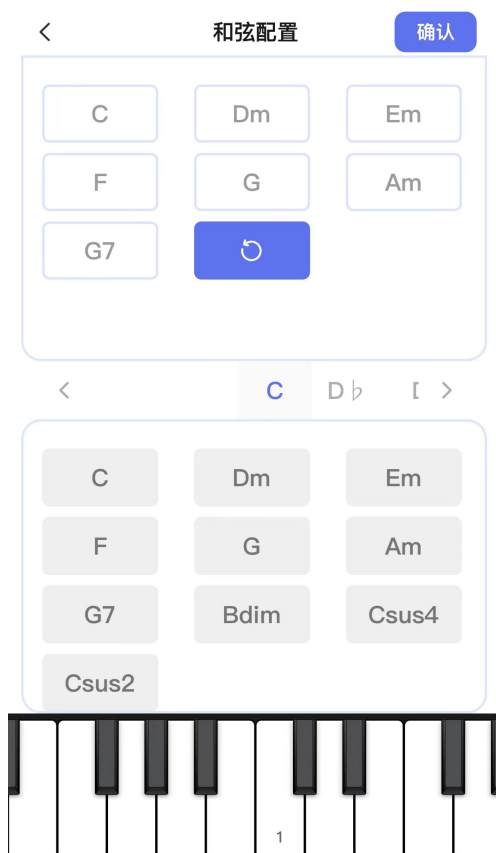 和弦配置 确认
C Dm Em
F G Am
G7
C D♭
C Dm Em
F G Am
G7 Bdim Csus4
Csus2
1